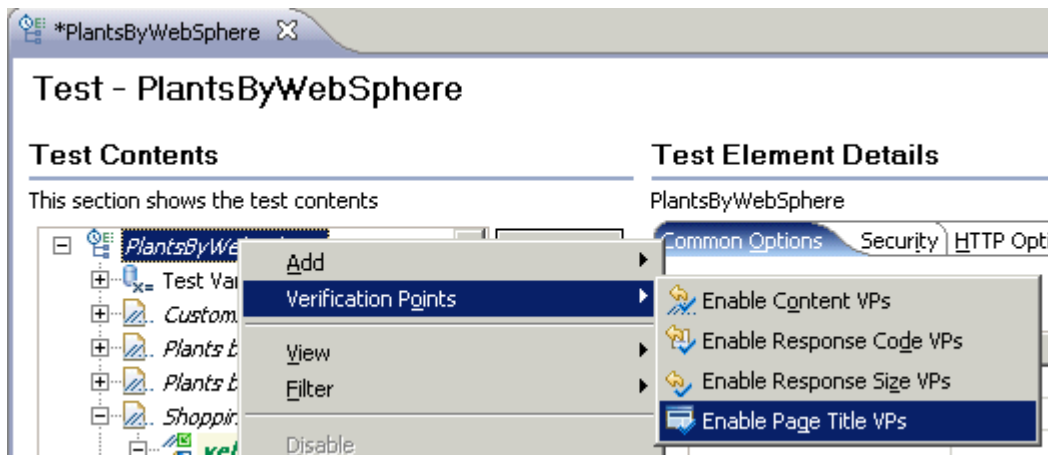 *PlantsByWebSphere
Test - PlantsByWebSphere
Test Contents
Test Element Details
This section shows the test contents
PlantsByWebSphere
PlantsByWe
Common Options
Security
HTTP Opti
Add
Test Var
Verification Points
Enable Content VPs
Custom
Enable Response Code VPs
Plants b
View
Enable Response Size VPs
Plants b
Filter
Enable Page Title VPs
Shoppin
Disable